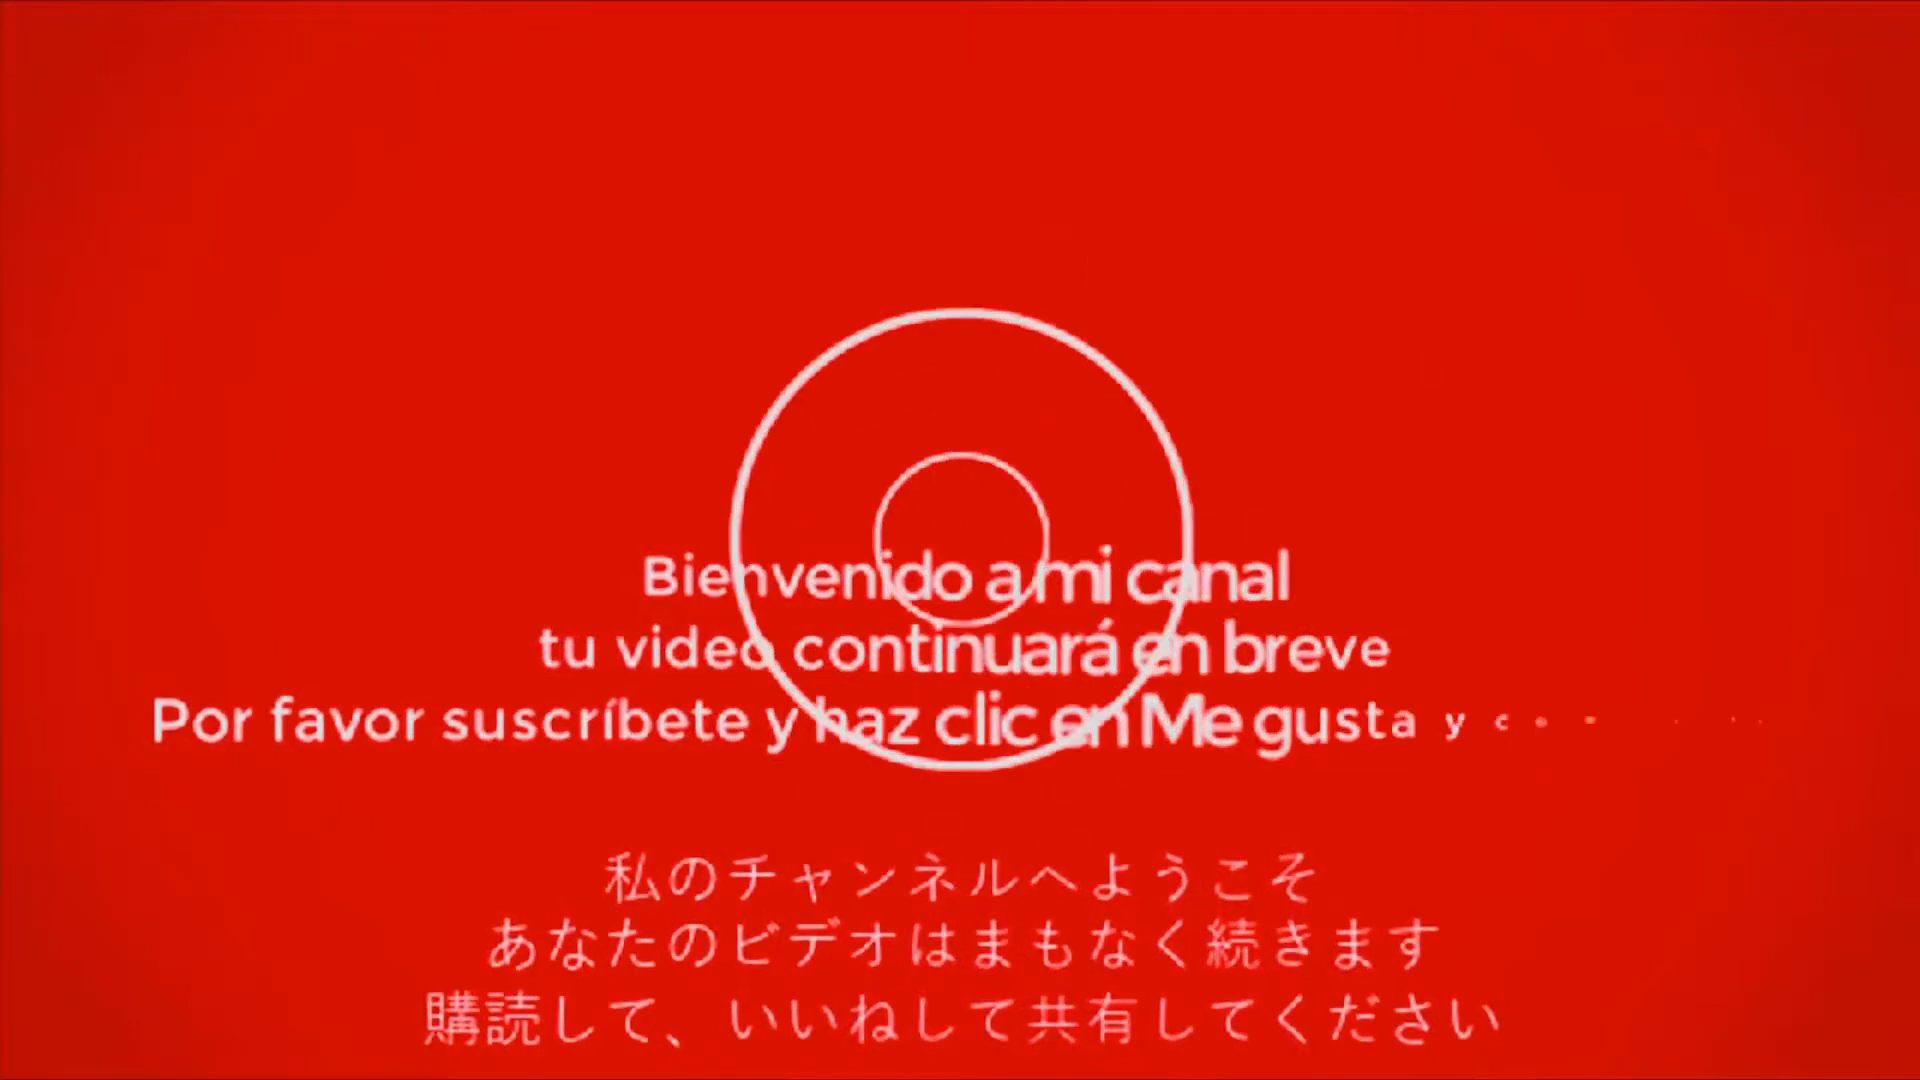 Bienvenido a mi canal
tu video continuará en breve
Por favor suscríbete y haz clic en Me gusta y
私のチャンネルへようこそ
あなたのビデオはまもなく続きます
購読して、いいねして共有してください